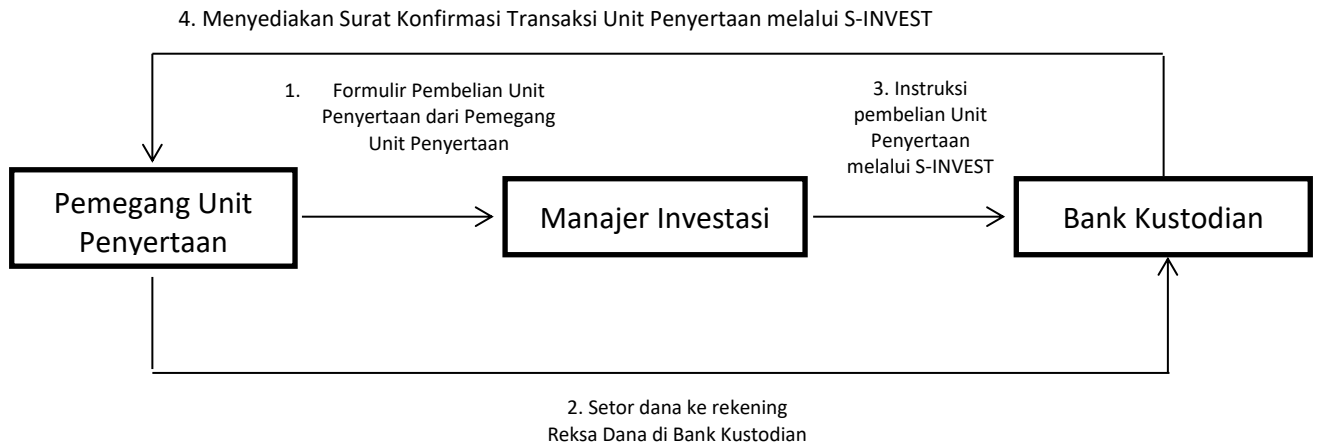 4. Menyediakan Surat Konfirmasi Transaksi Unit Penyertaan melalui S-INVEST
1. Formulir Pembelian Unit
Penyertaan dari Pemegang
Unit Penyertaan
3. Instruksi
pembelian Unit
Penyertaan
melalui S-INVEST
Pemegang Unit
Penyertaan
Manajer Investasi
Bank Kustodian
2. Setor dana ke rekening
Reksa Dana di Bank Kustodian